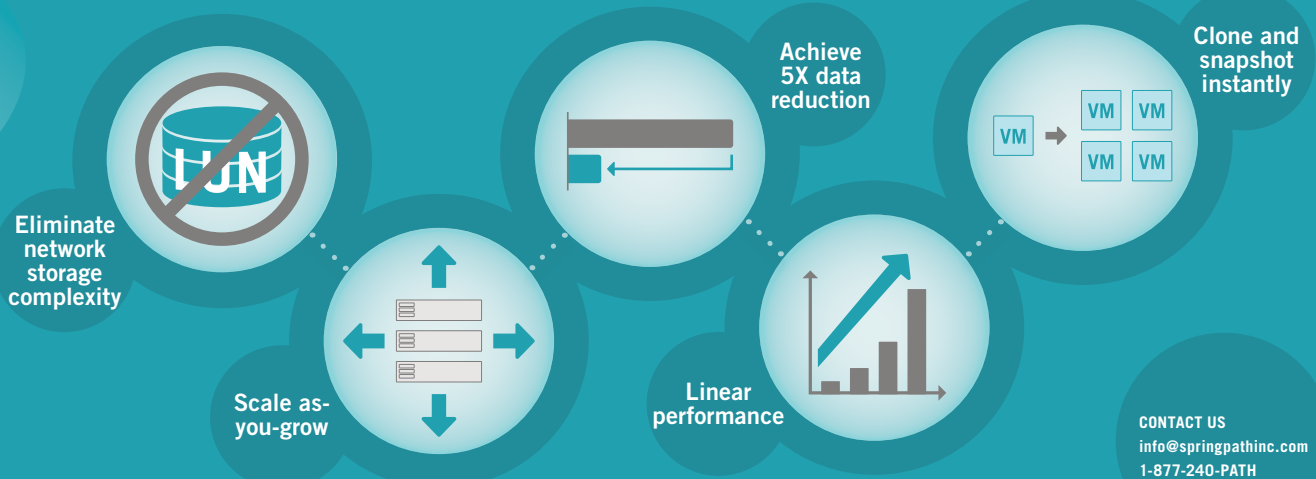 LUN
Eliminate
network
storage
complexity
Scale as-
you-grow
Achieve
5X data
reduction
Linear
performance
VM
VM VM
VM VM
Clone and
snapshot
instantly
CONTACT US
info@springpathinc.com
1-877-240-PATH